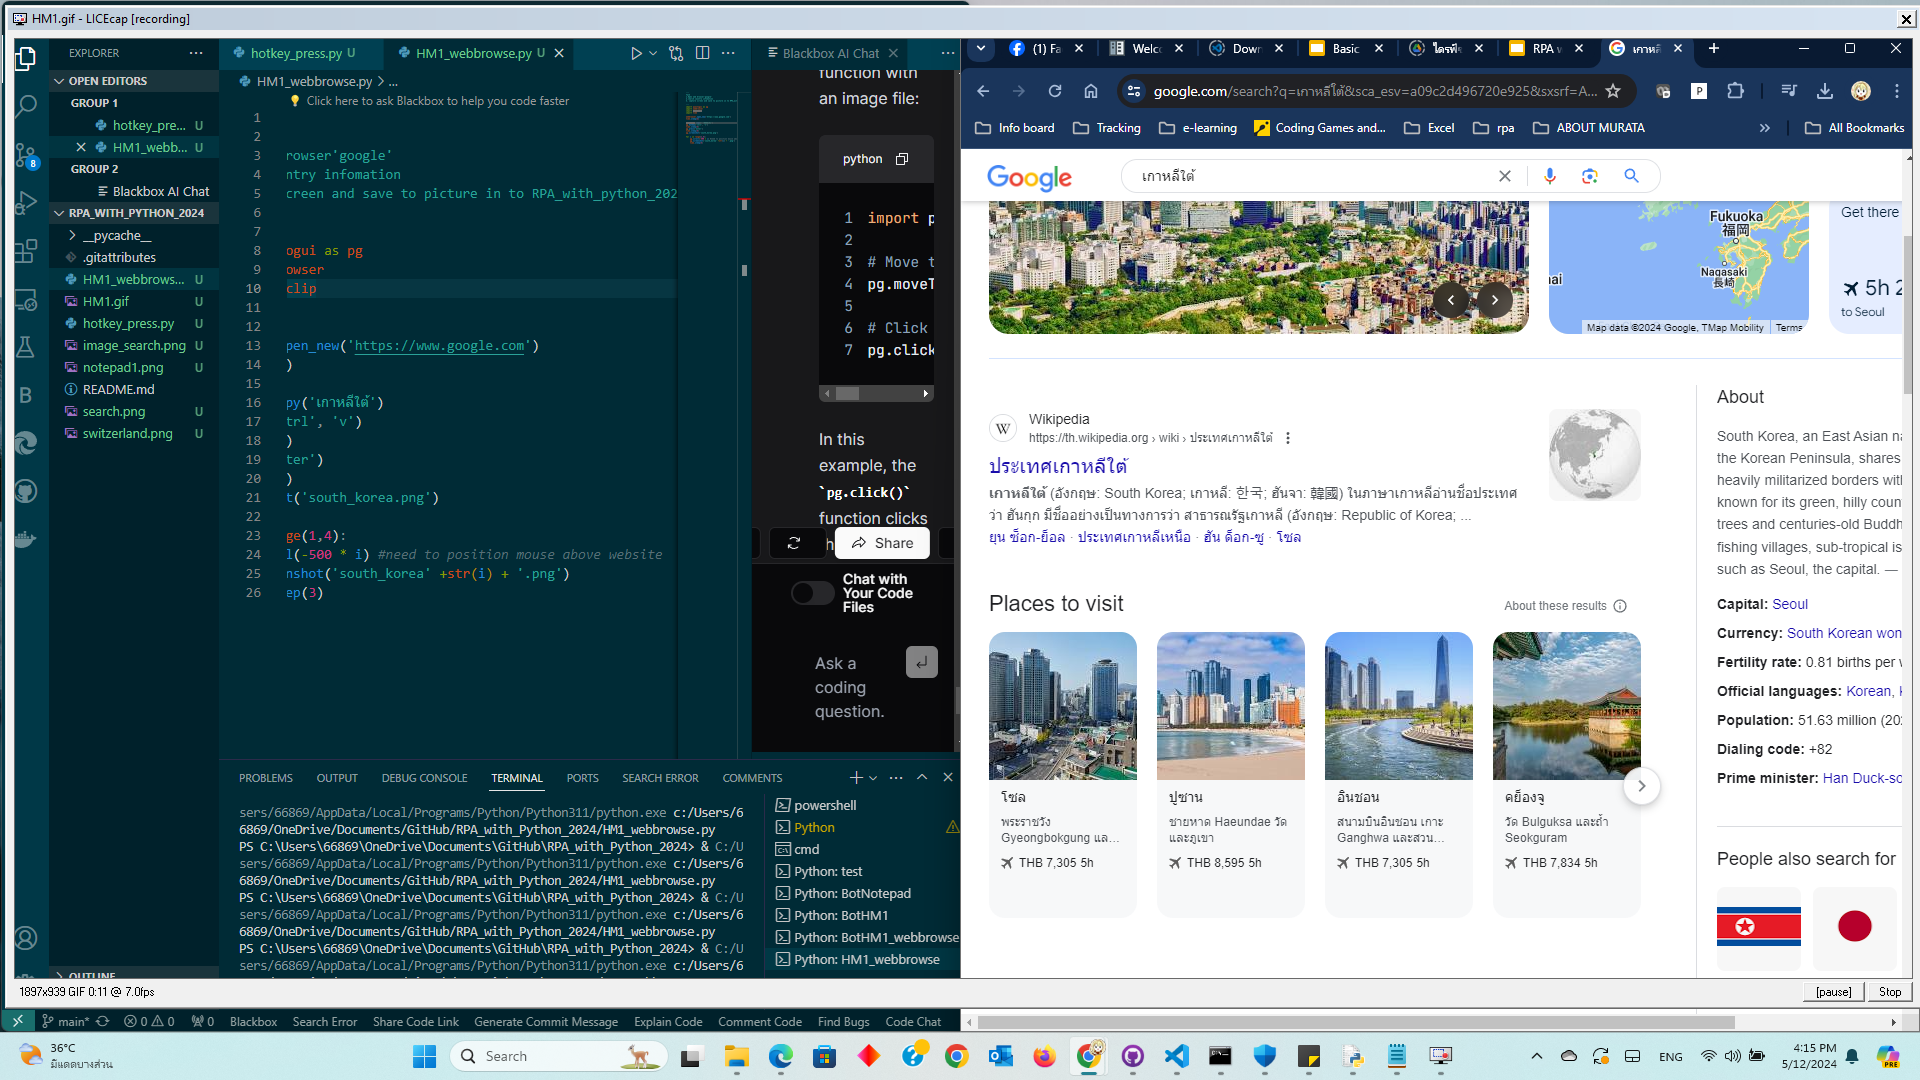 HM1.gif - LICEcap [recording]
EXPLORER
OPEN EDITORS
GROUP 1
hotkey_pre... U
HM1_webb... U
GROUP 2
Blackbox AI Chat
RPA_WITH_PYTHON_2024
__pycache__
.gitattributes
HM1_webbrows... U
HM1.gif U
hotkey_press.py U
image_search.png U
notepad1.png U
README.md
search.png U
switzerland.png U
OUTLINE
8
B
hotkey_press.py U
HM1_webbrowse.py U
HM1_webbrowse.py > ...
Click here to ask Blackbox to help you code faster
1
2
3 rowser'google'
4 ntry infomation
5 creen and save to picture in to RPA_with_python_202
6
7
8 ogui as pg
9 owser
10 clip
11
12
13 pen_new('https://www.google.com')
14 )
15
16 py('เกาหลีใต้')
17 trl', 'v')
18 )
19 ter')
20 )
21 t('south_korea.png')
22
23 ge(1,4):
24 l(-500 * i) #need to position mouse above website
25 nshot('south_korea' +str(i) + '.png')
26 ep(3)
Blackbox AI Chat
function with
an image file:
python
1 import p
2
3 # Move t
4 pg.moveT
5
6 # Click
7 pg.click
In this
example, the
`pg.click()`
function clicks
Share
Chat with
Your Code
Files
Ask a
coding
question.
PROBLEMS OUTPUT DEBUG CONSOLE TERMINAL PORTS SEARCH ERROR COMMENTS
sers/66869/AppData/Local/Programs/Python/Python311/python.exe c:/Users/6
6869/OneDrive/Documents/GitHub/RPA_with_Python_2024/HM1_webbrowse.py
PS C:\Users\66869\OneDrive\Documents\GitHub\RPA_with_Python_2024> & C:/U
sers/66869/AppData/Local/Programs/Python/Python311/python.exe c:/Users/6
6869/OneDrive/Documents/GitHub/RPA_with_Python_2024/HM1_webbrowse.py
PS C:\Users\66869\OneDrive\Documents\GitHub\RPA_with_Python_2024> & C:/U
sers/66869/AppData/Local/Programs/Python/Python311/python.exe c:/Users/6
6869/OneDrive/Documents/GitHub/RPA_with_Python_2024/HM1_webbrowse.py
PS C:\Users\66869\OneDrive\Documents\GitHub\RPA_with_Python_2024> & C:/U
sers/66869/AppData/Local/Programs/Python/Python311/python.exe c:/Users/6
powershell
Python
cmd
Python: test
Python: BotNotepad
Python: BotHM1
Python: BotHM1_webbrowse
Python: HM1_webbrowse
(1) Fa
Welco
Down
Basic
ไดรฟ์ข
RPA w
เกาหลี
google.com/search?q=เกาหลีใต้&sca_esv=a09c2d496720e925&sxsrf=A...
Info board
Tracking
e-learning
Coding Games and...
Excel
rpa
ABOUT MURATA
All Bookmarks
Google
เกาหลีใต้
Fukuoka
福岡
Nagasaki
長崎
nai
Map data ©2024 Google, TMap Mobility
Terms
Get there
5h 2
to Seoul
Wikipedia
https://th.wikipedia.org › wiki › ประเทศเกาหลีใต้
ประเทศเกาหลีใต้
เกาหลีใต้ (อังกฤษ: South Korea; เกาหลี: 한국; ฮันจา: 韓國) ในภาษาเกาหลีอ่านชื่อประเทศ
ว่า ฮันกุก มีชื่ออย่างเป็นทางการว่า สาธารณรัฐเกาหลี (อังกฤษ: Republic of Korea; ...
ยุน ซ็อก-ย็อล · ประเทศเกาหลีเหนือ · ฮัน ด็อก-ซู · โซล
Places to visit
About these results
โซล
พระราชวัง
Gyeongbokgung แล...
THB 7,305 5h
ปูซาน
ชายหาด Haeundae วัด
และภูเขา
THB 8,595 5h
อินชอน
สนามบินอินชอน เกาะ
Ganghwa และสวน...
THB 7,305 5h
คย็องจู
วัด Bulguksa และถ้ำ
Seokguram
THB 7,834 5h
About
South Korea, an East Asian na
the Korean Peninsula, shares
heavily militarized borders with
known for its green, hilly coun
trees and centuries-old Buddh
fishing villages, sub-tropical is
such as Seoul, the capital. —
Capital: Seoul
Currency: South Korean won
Fertility rate: 0.81 births per w
Official languages: Korean,
Population: 51.63 million (20
Dialing code: +82
Prime minister: Han Duck-so
People also search for
1897x939 GIF 0:11 @ 7.0fps
[pause]
Stop
main*
0 0
0
Blackbox
Search Error
Share Code Link
Generate Commit Message
Explain Code
Comment Code
Find Bugs
Code Chat
36°C
มีแดดบางส่วน
Search
ENG
4:15 PM
5/12/2024
PRE